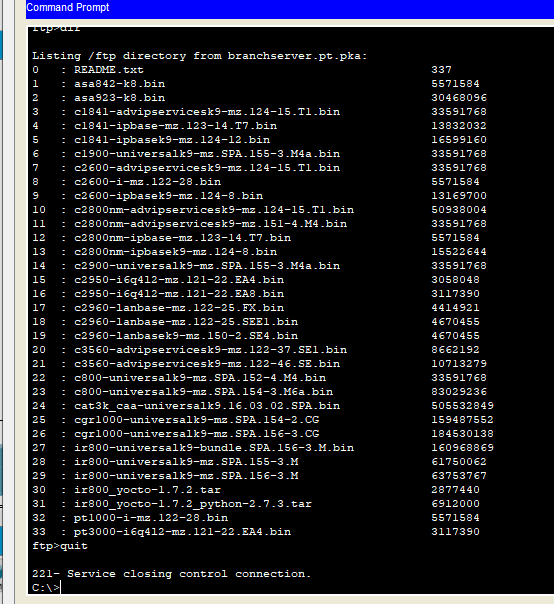 Command Prompt
ftp>dir
Listing /ftp directory from branchserver.pt.pka:
0 : README.txt 337
1 : asa842-k8.bin 5571584
2 : asa923-k8.bin 30468096
3 : c1841-advipservicesk9-mz.124-15.T1.bin 33591768
4 : c1841-ipbase-mz.123-14.T7.bin 13832032
5 : c1841-ipbasek9-mz.124-12.bin 16599160
6 : c1900-universalk9-mz.SPA.155-3.M4a.bin 33591768
7 : c2600-advipservicesk9-mz.124-15.T1.bin 33591768
8 : c2600-i-mz.122-28.bin 5571584
9 : c2600-ipbasek9-mz.124-8.bin 13169700
10 : c2800nm-advipservicesk9-mz.124-15.T1.bin 50938004
11 : c2800nm-advipservicesk9-mz.151-4.M4.bin 33591768
12 : c2800nm-ipbase-mz.123-14.T7.bin 5571584
13 : c2800nm-ipbasek9-mz.124-8.bin 15522644
14 : c2900-universalk9-mz.SPA.155-3.M4a.bin 33591768
15 : c2950-i6q4l2-mz.121-22.EA4.bin 3058048
16 : c2950-i6q4l2-mz.121-22.EA8.bin 3117390
17 : c2960-lanbase-mz.122-25.FX.bin 4414921
18 : c2960-lanbase-mz.122-25.SEE1.bin 4670455
19 : c2960-lanbasek9-mz.150-2.SE4.bin 4670455
20 : c3560-advipservicesk9-mz.122-37.SE1.bin 8662192
21 : c3560-advipservicesk9-mz.122-46.SE.bin 10713279
22 : c800-universalk9-mz.SPA.152-4.M4.bin 33591768
23 : c800-universalk9-mz.SPA.154-3.M6a.bin 83029236
24 : cat3k_caa-universalk9.16.03.02.SPA.bin 505532849
25 : cgr1000-universalk9-mz.SPA.154-2.CG 159487552
26 : cgr1000-universalk9-mz.SPA.156-3.CG 184530138
27 : ir800-universalk9-bundle.SPA.156-3.M.bin 160968869
28 : ir800-universalk9-mz.SPA.155-3.M 61750062
29 : ir800-universalk9-mz.SPA.156-3.M 63753767
30 : ir800_yocto-1.7.2.tar 2877440
31 : ir800_yocto-1.7.2_python-2.7.3.tar 6912000
32 : pt1000-i-mz.122-28.bin 5571584
33 : pt3000-i6q4l2-mz.121-22.EA4.bin 3117390
ftp>quit
221- Service closing control connection.
C:\>